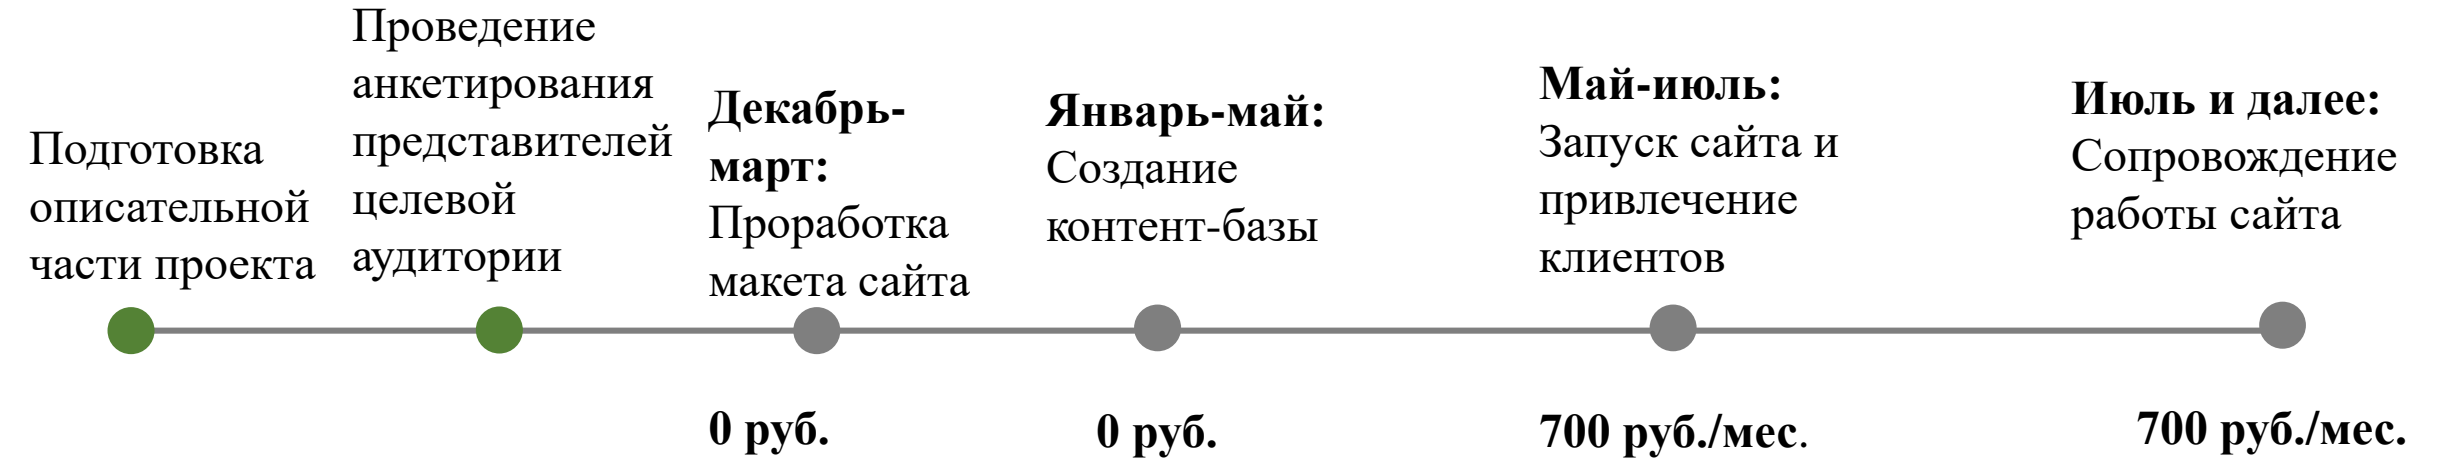 Подготовка
описательной
части проекта
Проведение
анкетирования
представителей
целевой
аудитории
Декабрь-
март:
Проработка
макета сайта
Январь-май:
Создание
контент-базы
Май-июль:
Запуск сайта и
привлечение
клиентов
Июль и далее:
Сопровождение
работы сайта
0 руб.
0 руб.
700 руб./мес.
700 руб./мес.